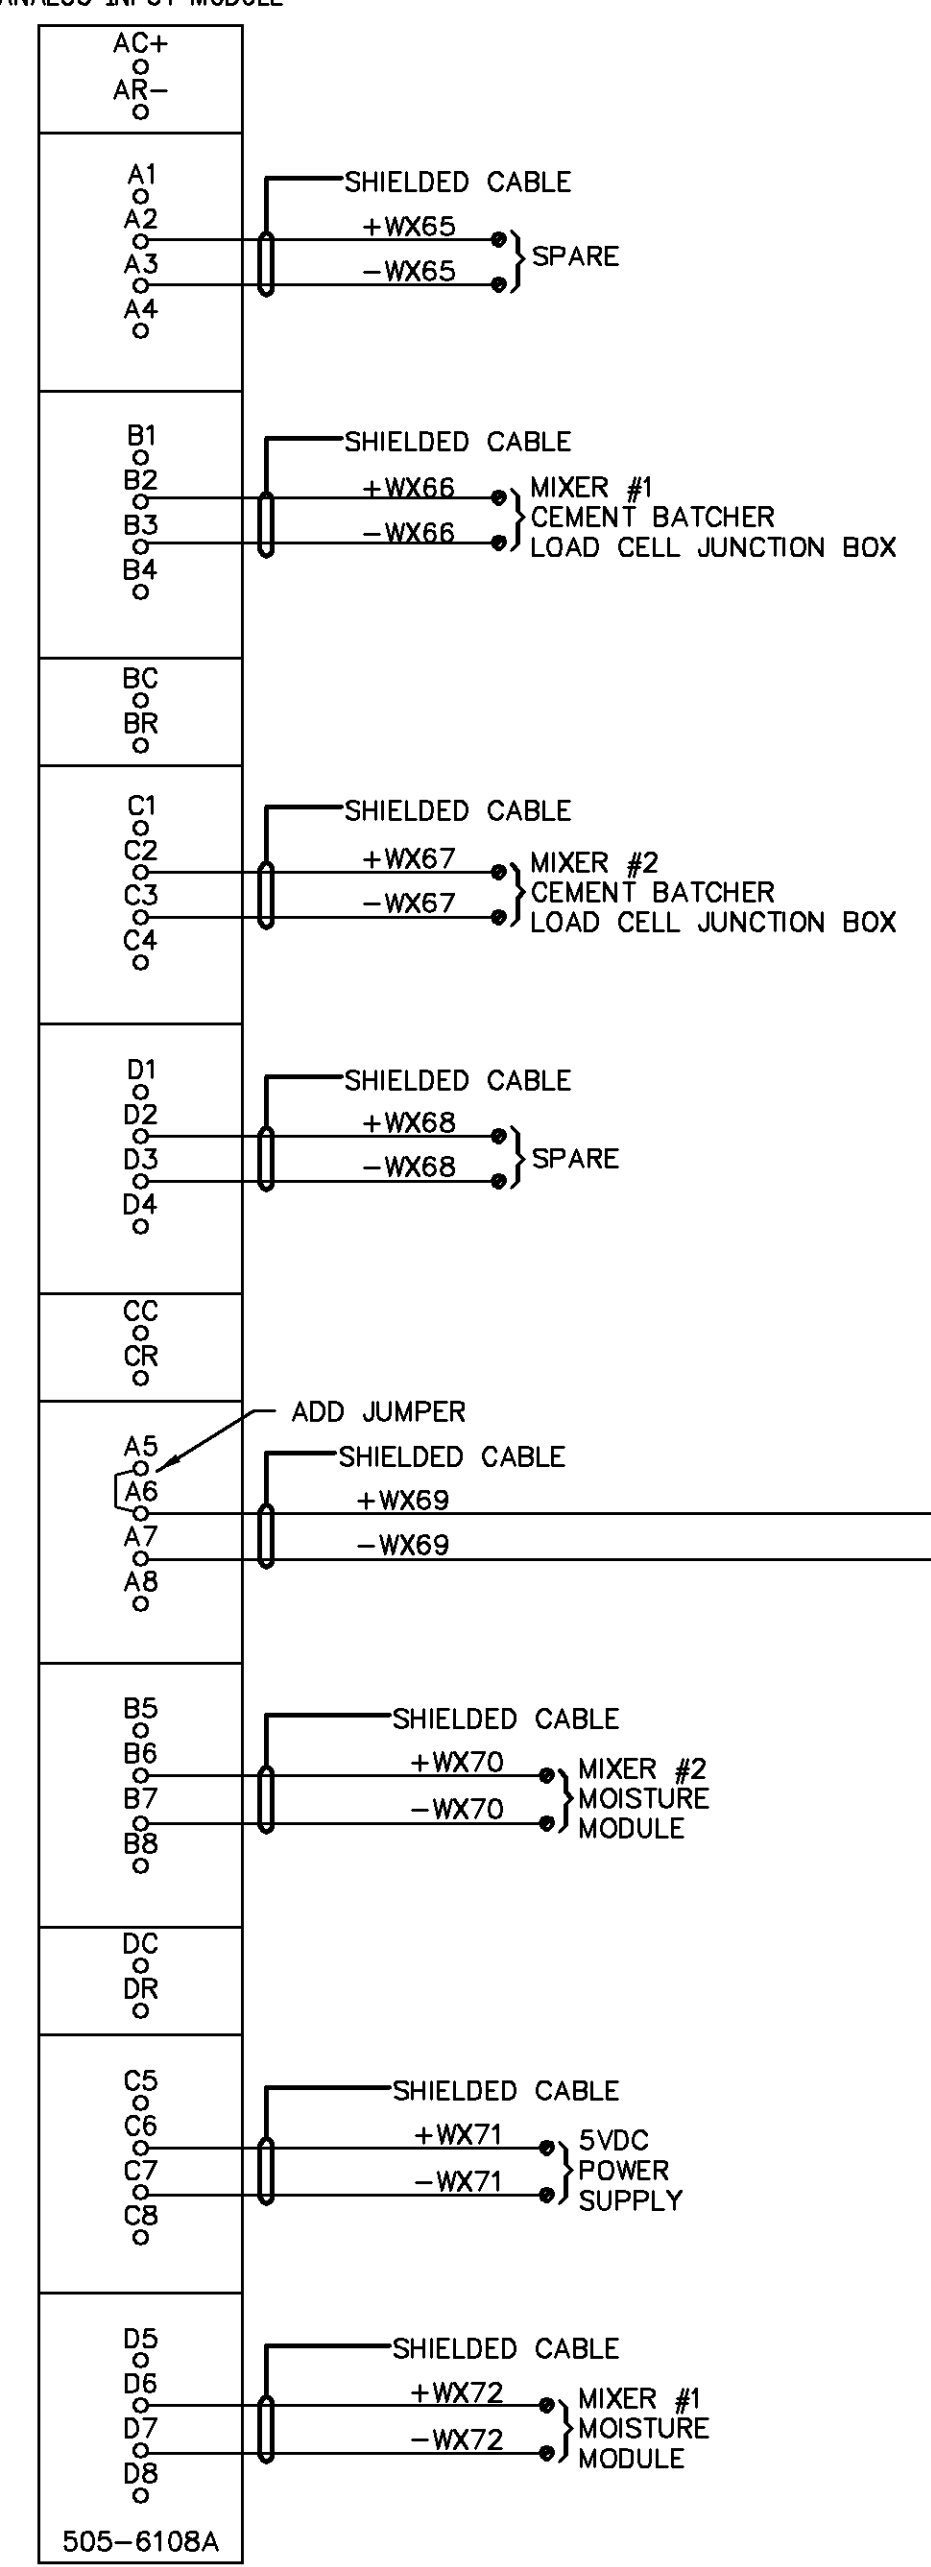 ANALOG INPUT MODULE
AC+
AR-
A1
SHIELDED CABLE
A2
+WX65
A3
-WX65
SPARE
A4
B1
SHIELDED CABLE
B2
+WX66
B3
-WX66
MIXER #1
CEMENT BATCHER
LOAD CELL JUNCTION BOX
B4
BC
BR
C1
SHIELDED CABLE
C2
+WX67
C3
-WX67
MIXER #2
CEMENT BATCHER
LOAD CELL JUNCTION BOX
C4
D1
SHIELDED CABLE
D2
+WX68
D3
-WX68
SPARE
D4
CC
CR
ADD JUMPER
A5
SHIELDED CABLE
A6
+WX69
A7
-WX69
A8
B5
SHIELDED CABLE
B6
+WX70
B7
-WX70
MIXER #2
MOISTURE
MODULE
B8
DC
DR
C5
SHIELDED CABLE
C6
+WX71
C7
-WX71
5VDC
POWER
SUPPLY
C8
D5
SHIELDED CABLE
D6
+WX72
D7
-WX72
MIXER #1
MOISTURE
MODULE
D8
505-6108A